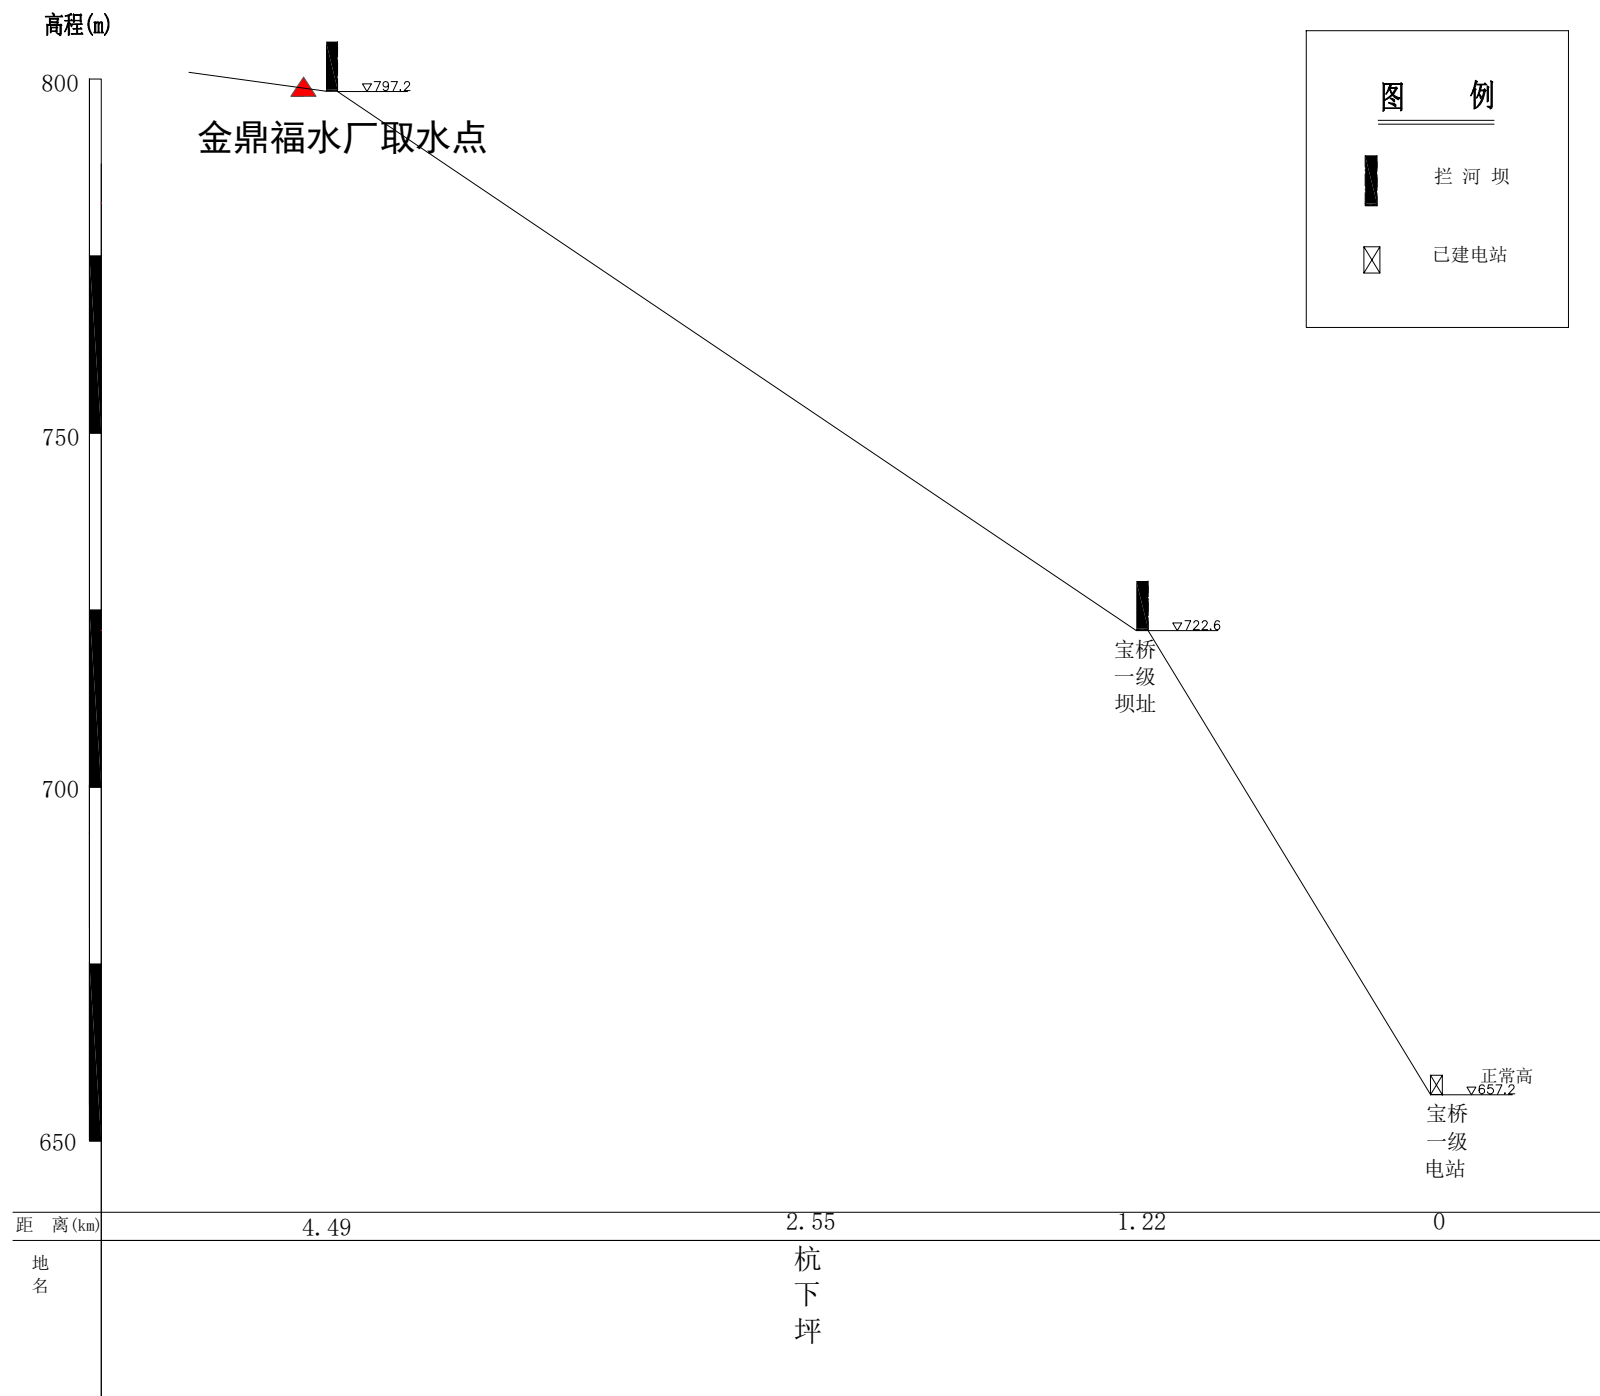 高程(m)
800
▽797.2
金鼎福水厂取水点
图 例
拦河坝
已建电站
750
▽722.6
宝桥
一级
坝址
700
正常高
▽657.2
宝桥
一级
电站
650
距 离(km) 4.49 2.55 1.22 0
地
名
杭
下
坪